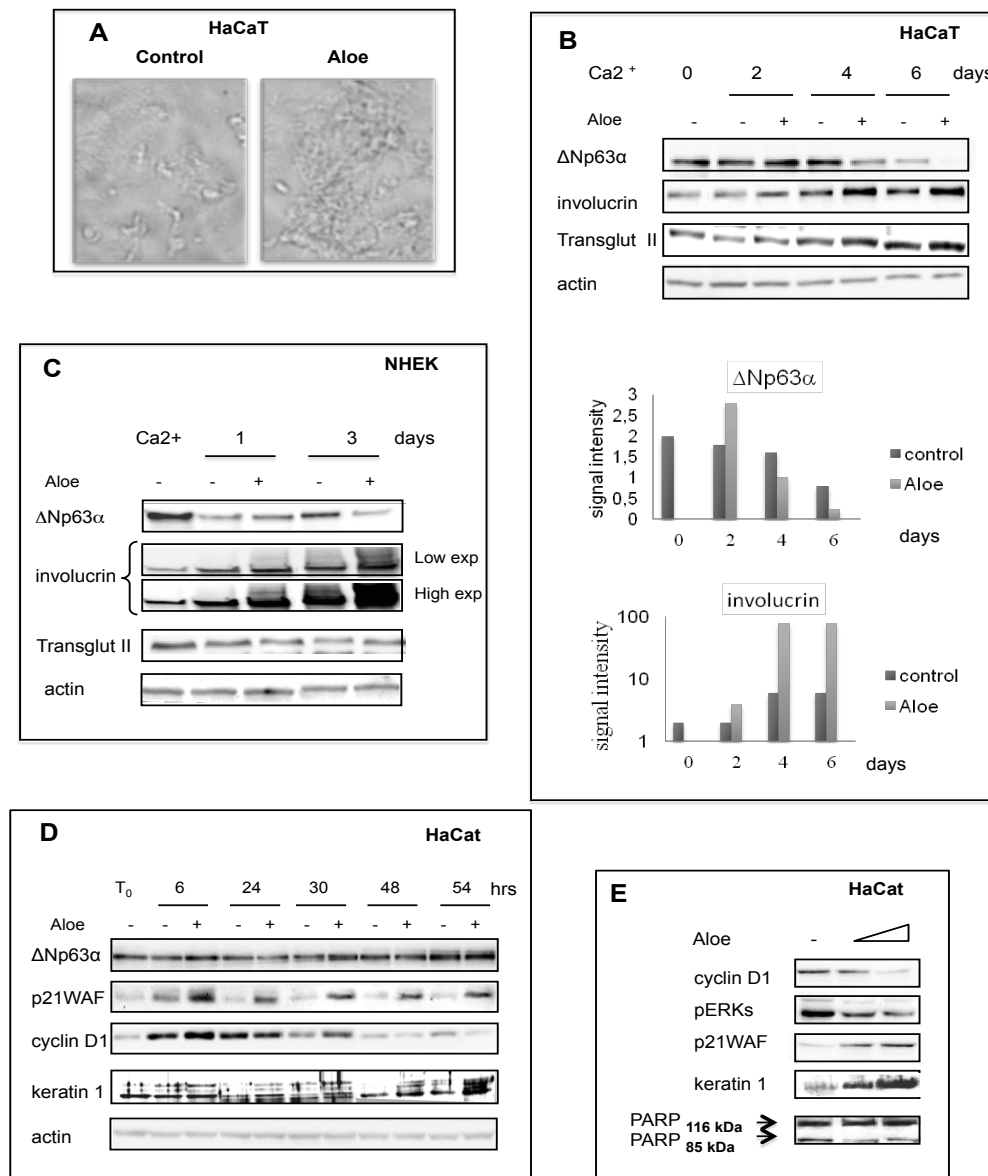 A
HaCaT
Control Aloe
B
HaCaT
Ca2 + 0 2 4 6 days
Aloe - - + - + - +
ΔNp63α
involucrin
Transglut II
actin
ΔNp63α
signal intensity
3
2,5
2
1,5
1
0,5
0
0 2 4 6 days
control
Aloe
involucrin
signal intensity
100
10
1
0 2 4 6 days
control
Aloe
C
NHEK
Ca2+ 1 3 days
Aloe - - + - +
ΔNp63α
involucrin
Low exp
High exp
Transglut II
actin
D
HaCat
T0 6 24 30 48 54 hrs
Aloe - - + - + - + - + - +
ΔNp63α
p21WAF
cyclin D1
keratin 1
actin
E
HaCat
Aloe -
cyclin D1
pERKs
p21WAF
keratin 1
PARP 116 kDa
PARP 85 kDa